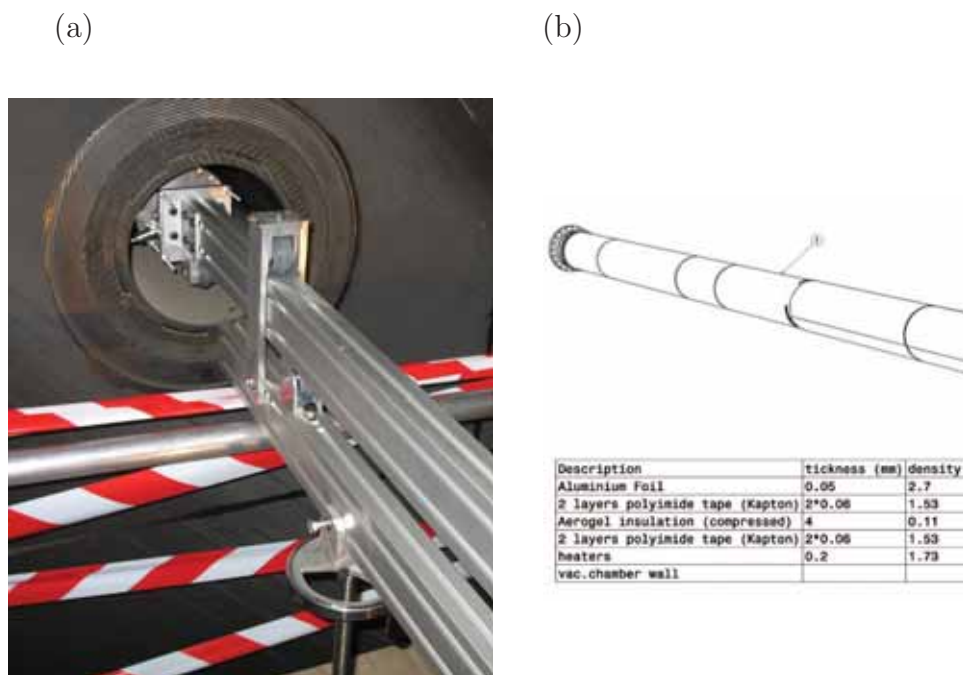 (a) (b)
1
Description tickness (mm) density
Aluminium Foil 0.05 2.7
2 layers polyimide tape (Kapton) 2*0.06 1.53
Aerogel insulation (compressed) 4 0.11
2 layers polyimide tape (Kapton) 2*0.06 1.53
heaters 0.2 1.73
vac.chamber wall